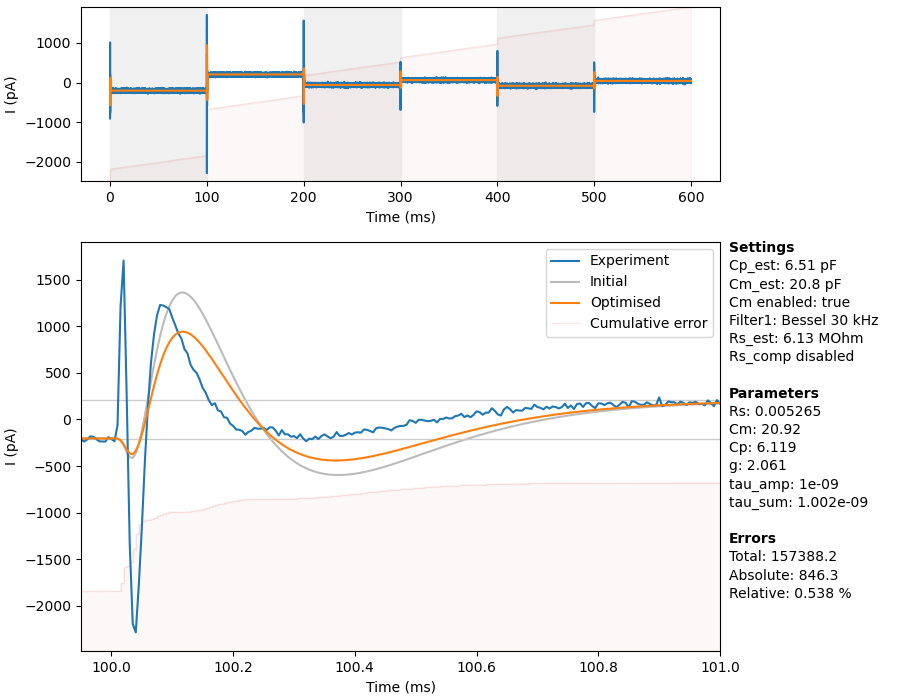 1000
0
−1000
−2000
I (pA)
0 100 200 300 400 500 600
Time (ms)
1500
1000
500
0
−500
−1000
−1500
−2000
I (pA)
Experiment
Initial
Optimised
Cumulative error
100.0 100.2 100.4 100.6 100.8 101.0
Time (ms)
Settings
Cp_est: 6.51 pF
Cm_est: 20.8 pF
Cm enabled: true
Filter1: Bessel 30 kHz
Rs_est: 6.13 MOhm
Rs_comp disabled
Parameters
Rs: 0.005265
Cm: 20.92
Cp: 6.119
g: 2.061
tau_amp: 1e-09
tau_sum: 1.002e-09
Errors
Total: 157388.2
Absolute: 846.3
Relative: 0.538 %